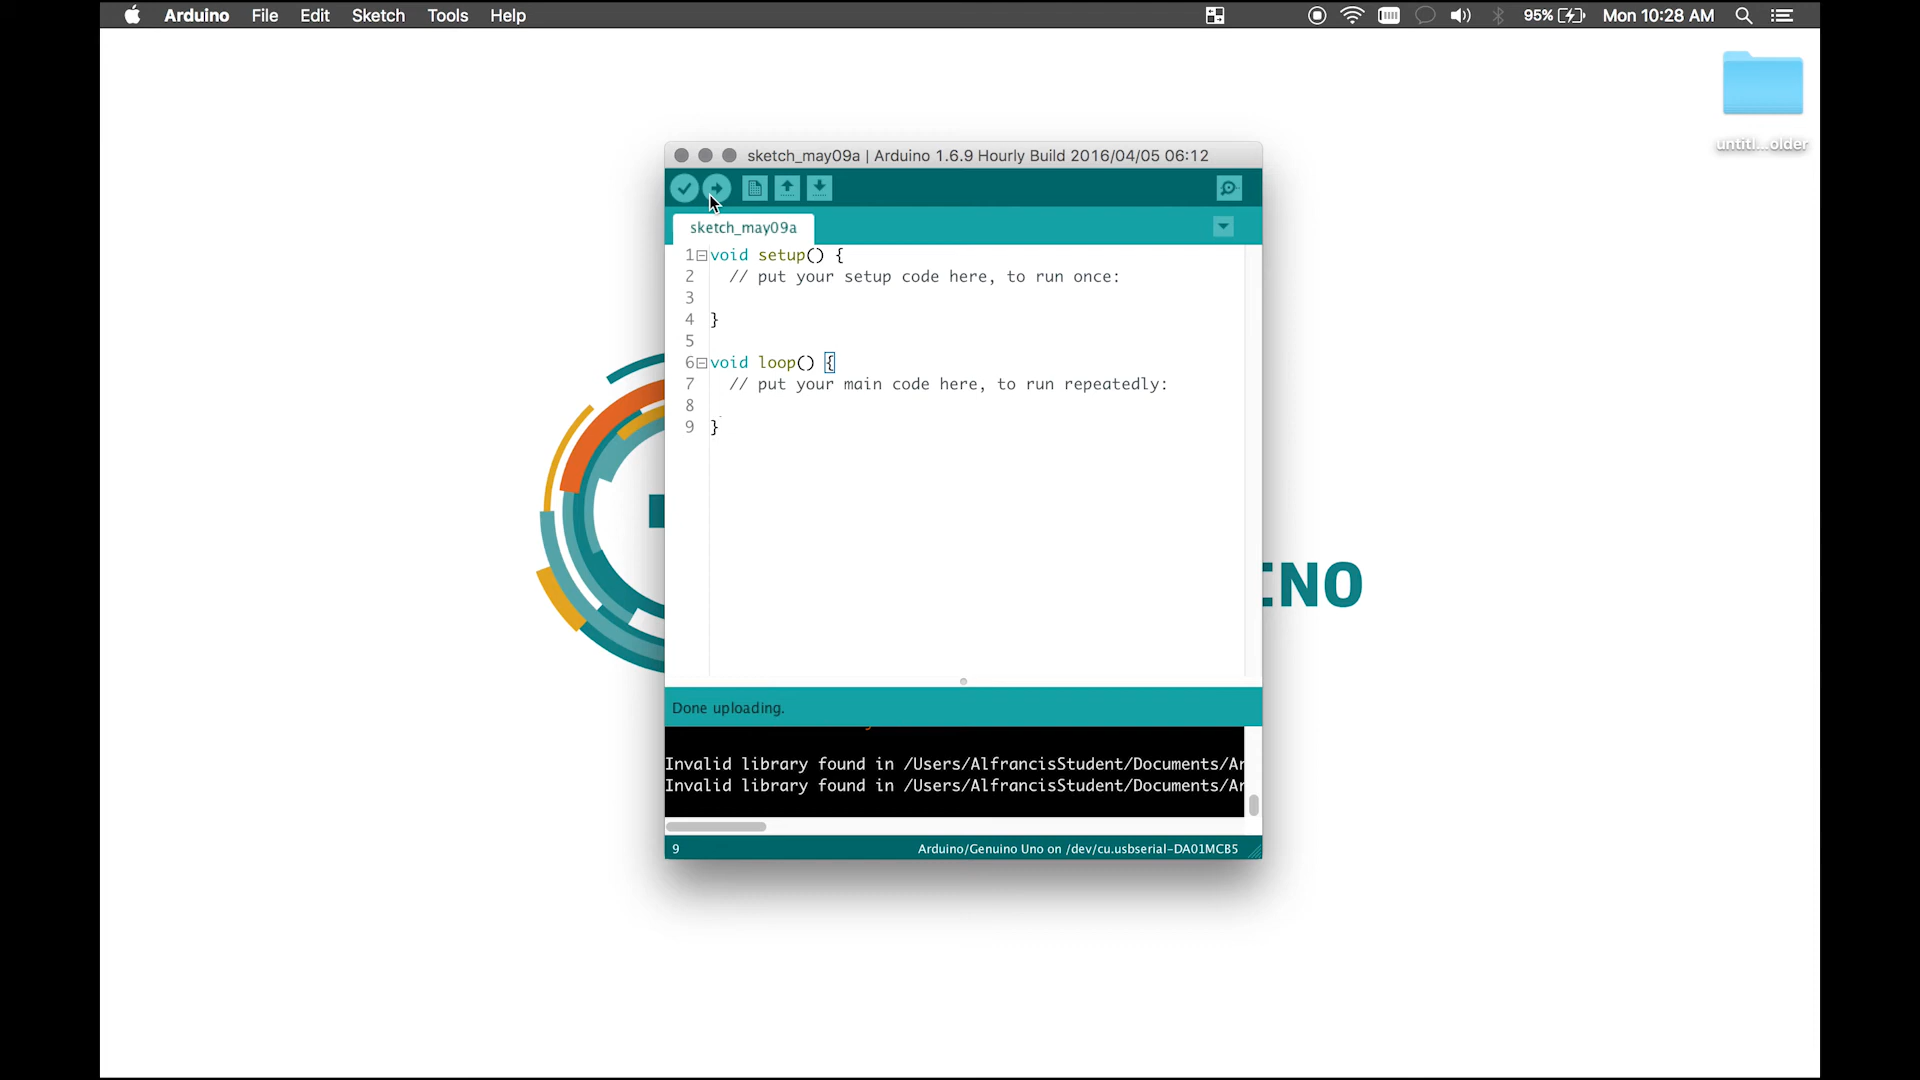 Arduino File Edit Sketch Tools Help 95% Mon 10:28 AM
untitl...older
sketch_may09a | Arduino 1.6.9 Hourly Build 2016/04/05 06:12
sketch_may09a
1 void setup() {
2 // put your setup code here, to run once:
3
4 }
5
6 void loop() {
7 // put your main code here, to run repeatedly:
8
9 }
INO
Done uploading.
Invalid library found in /Users/AlfrancisStudent/Documents/Ar
Invalid library found in /Users/AlfrancisStudent/Documents/Ar
9 Arduino/Genuino Uno on /dev/cu.usbserial-DA01MCB5